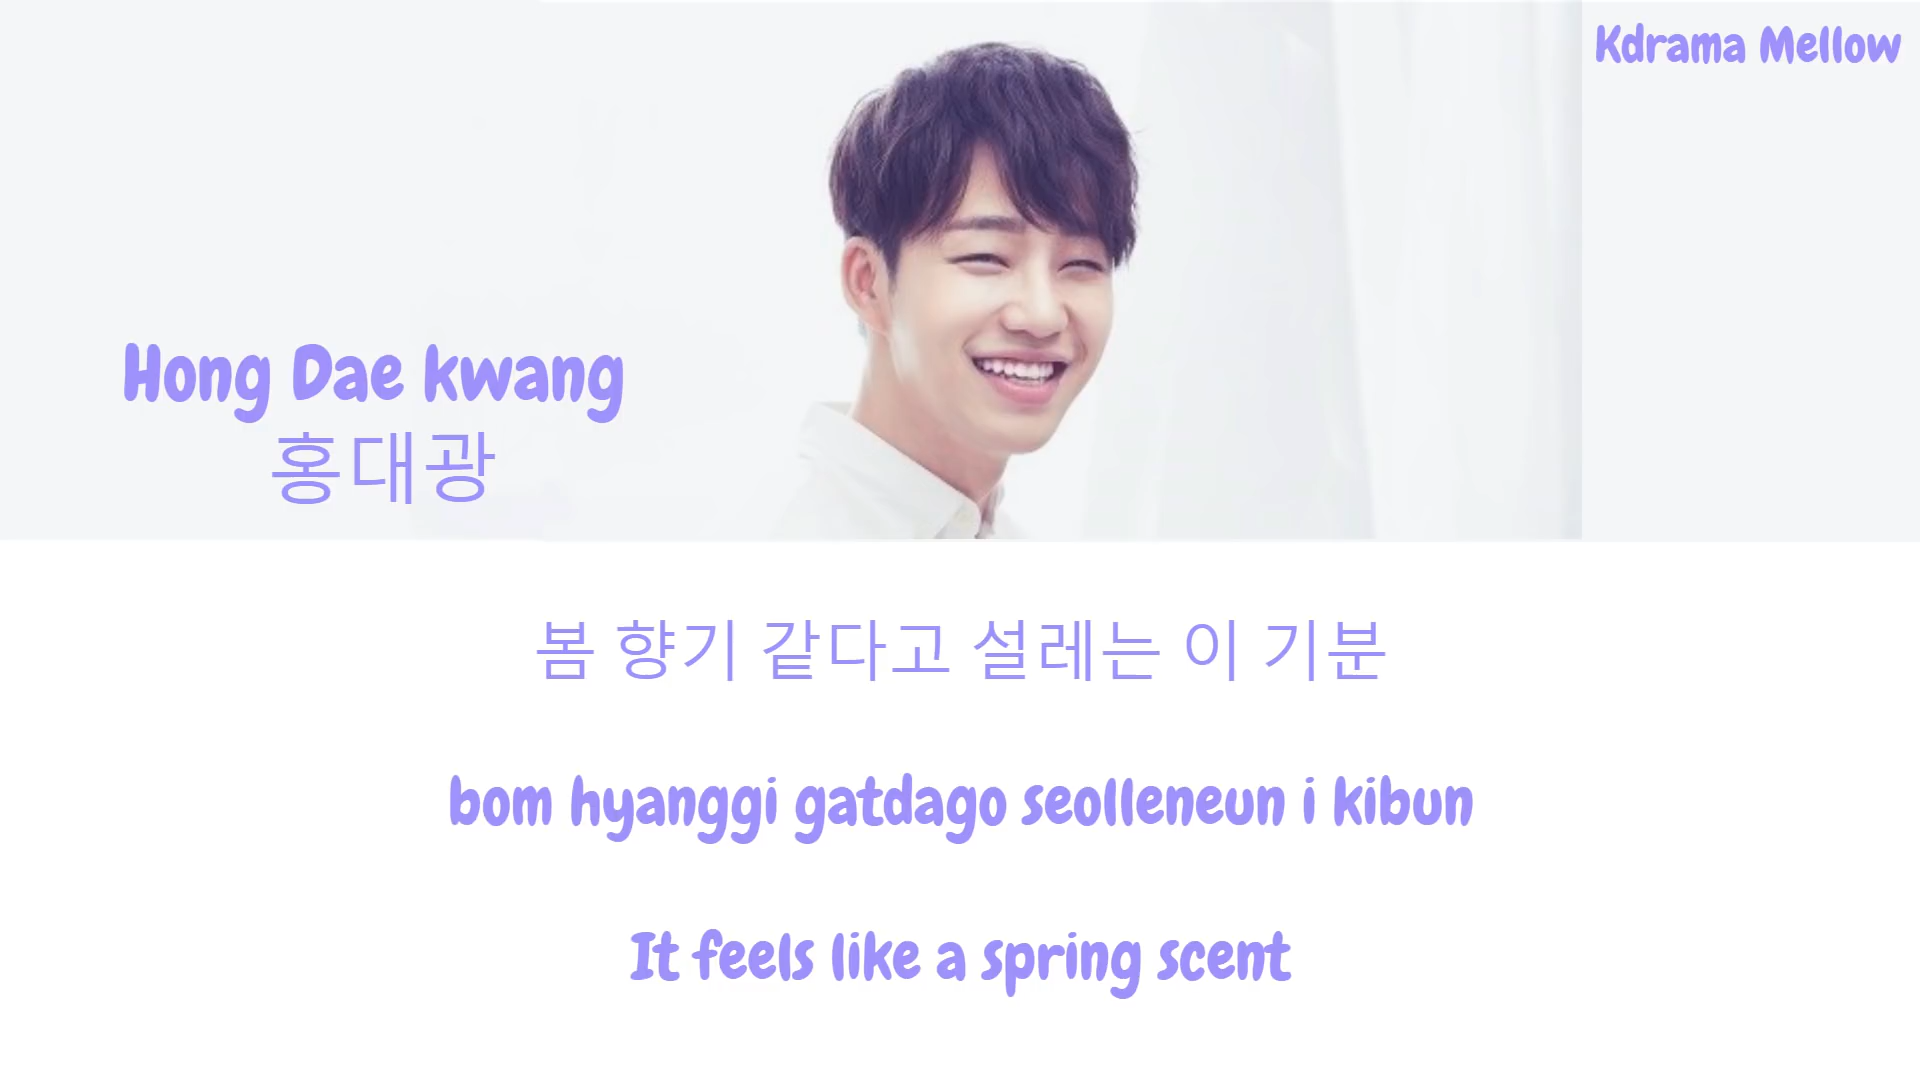 Kdrama Mellow
Hong Dae kwang
홍대광
봄 향기 같다고 설레는 이 기분
bom hyanggi gatdago seolleneun i kibun
It feels like a spring scent